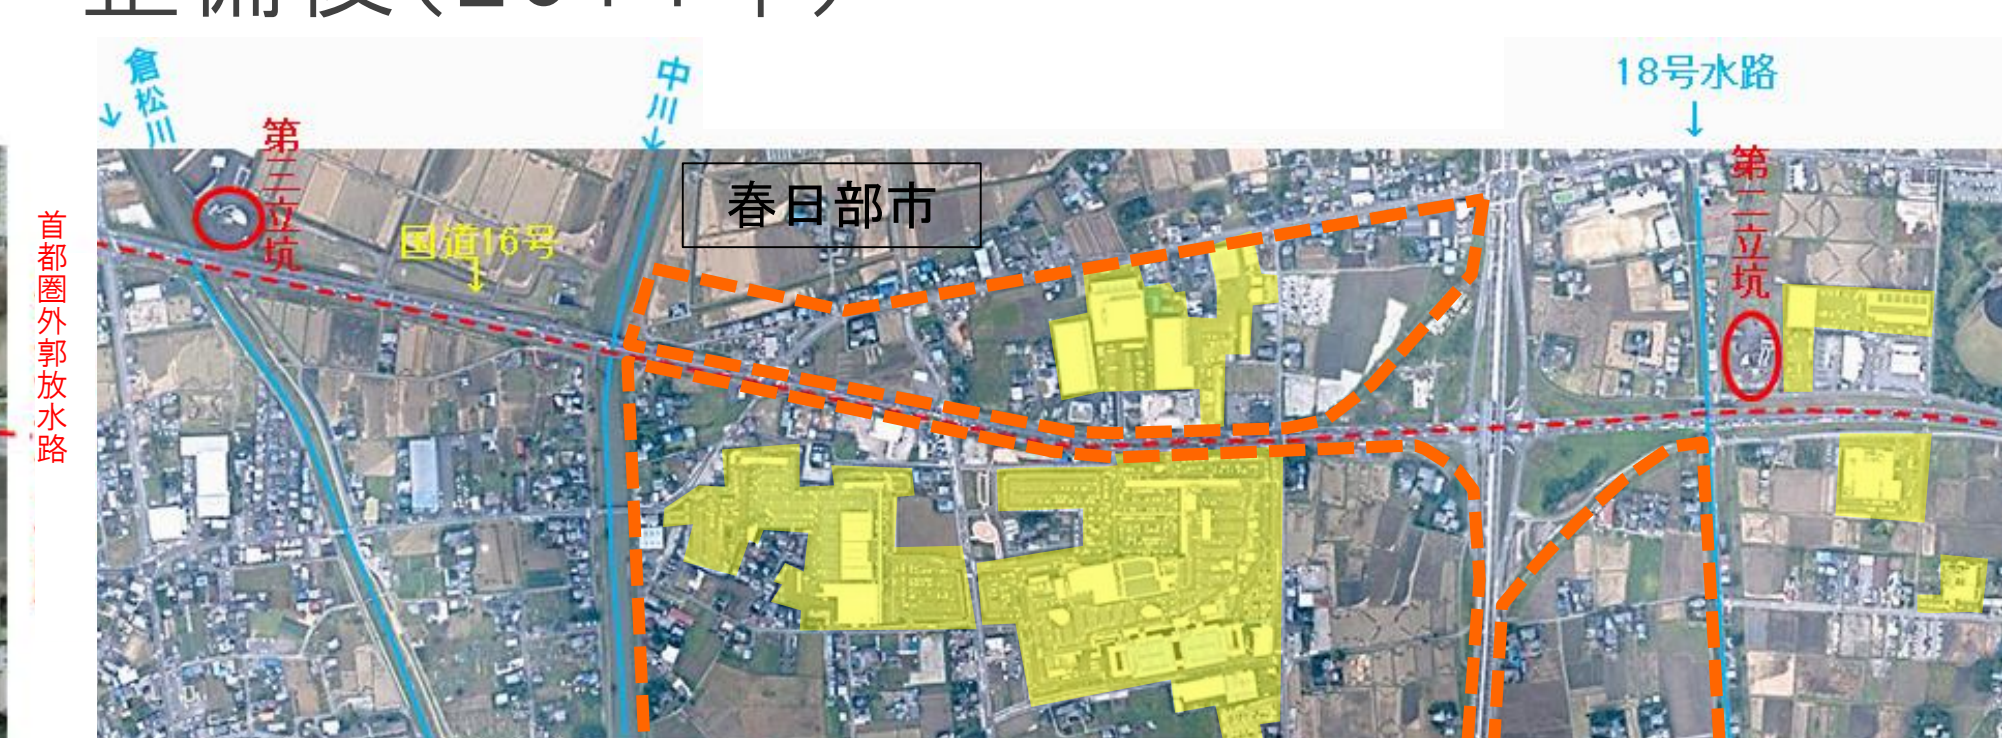 倉松川
↓
第三立坑
国道16号
↓
中川
↓
春日部市
18号水路
↓
第二立坑
首都圏外郭放水路